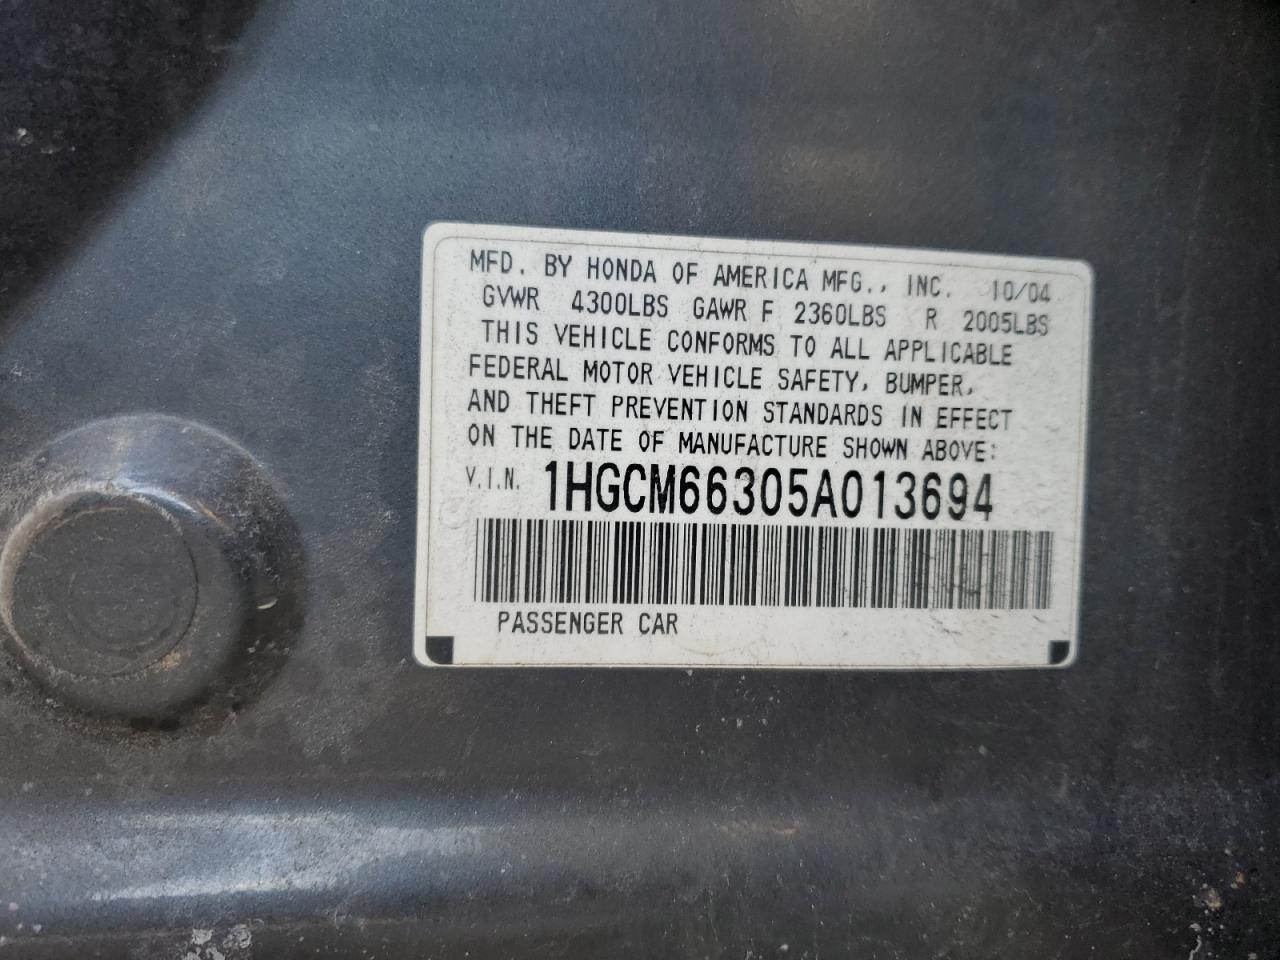 MFD. BY HONDA OF AMERICA MFG., INC. 10/04
GVWR 4300LBS GAWR F 2360LBS R 2005LBS
THIS VEHICLE CONFORMS TO ALL APPLICABLE
FEDERAL MOTOR VEHICLE SAFETY, BUMPER,
AND THEFT PREVENTION STANDARDS IN EFFECT
ON THE DATE OF MANUFACTURE SHOWN ABOVE:
V.I.N. 1HGCM66305A013694
PASSENGER CAR